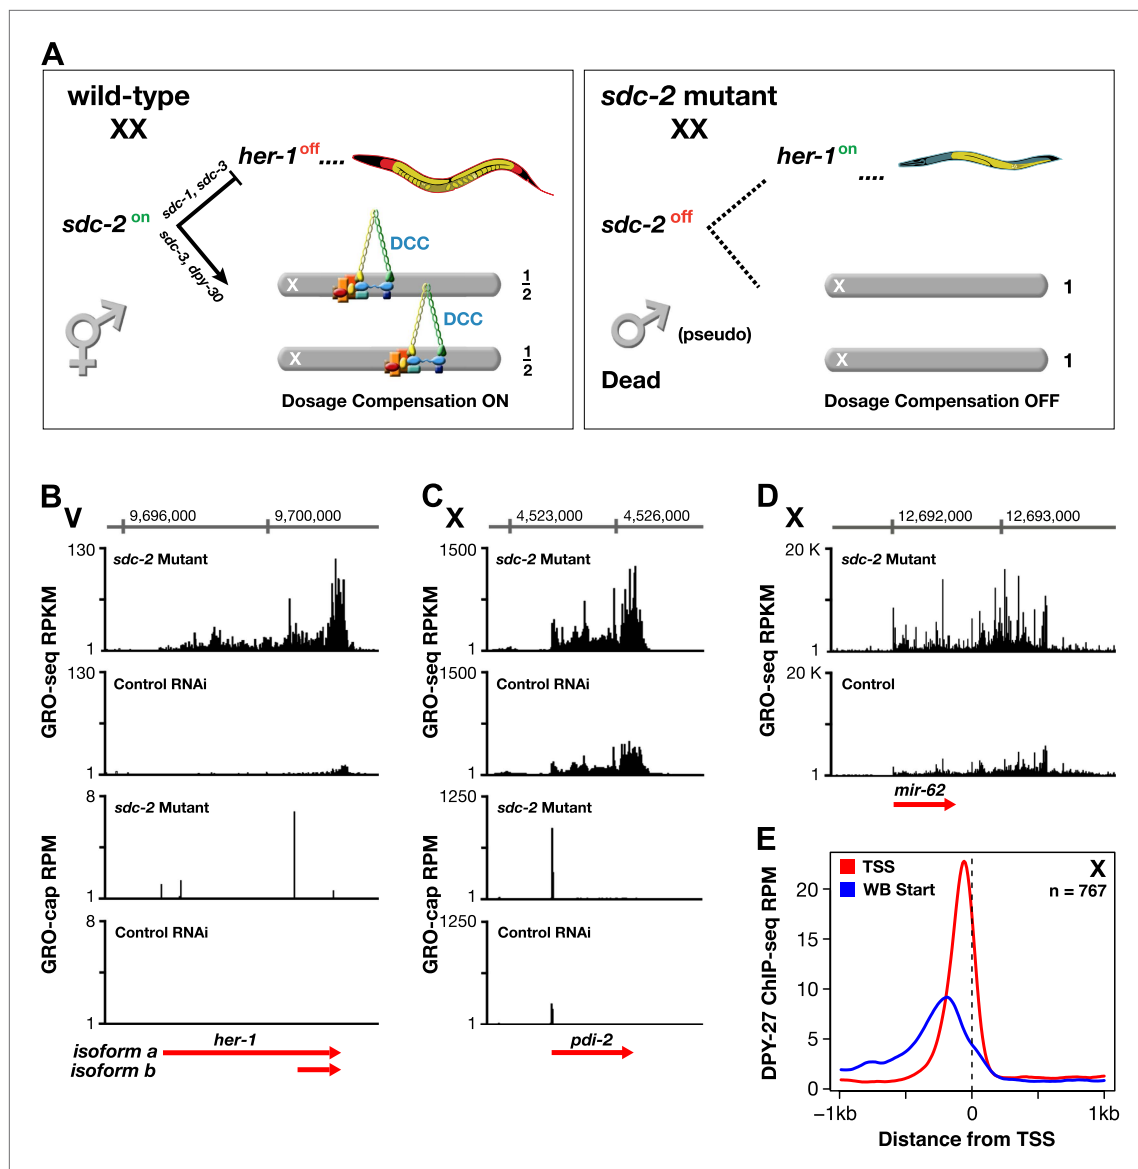 A
wild-type
XX
her-1 off ....
sdc-1, sdc-3
sdc-2 on
sdc-3, dpy-30
DCC
X
1/2
DCC
X
1/2
Dosage Compensation ON
sdc-2 mutant
XX
her-1 on ....
sdc-2 off
(pseudo)
Dead
X
1
X
1
Dosage Compensation OFF
B
V
9,696,000
9,700,000
GRO-seq RPKM
130
sdc-2 Mutant
1
130
Control RNAi
1
GRO-cap RPM
8
sdc-2 Mutant
1
8
Control RNAi
1
her-1
isoform a
isoform b
C
X
4,523,000
4,526,000
GRO-seq RPKM
1500
sdc-2 Mutant
1
1500
Control RNAi
1
GRO-cap RPM
1250
sdc-2 Mutant
1
1250
Control RNAi
1
pdi-2
D
X
12,692,000
12,693,000
GRO-seq RPKM
20 K
sdc-2 Mutant
1
20 K
Control
1
mir-62
E
TSS
WB Start
X
n = 767
DPY-27 ChIP-seq RPM
20
15
10
5
0
−1kb
0
1kb
Distance from TSS